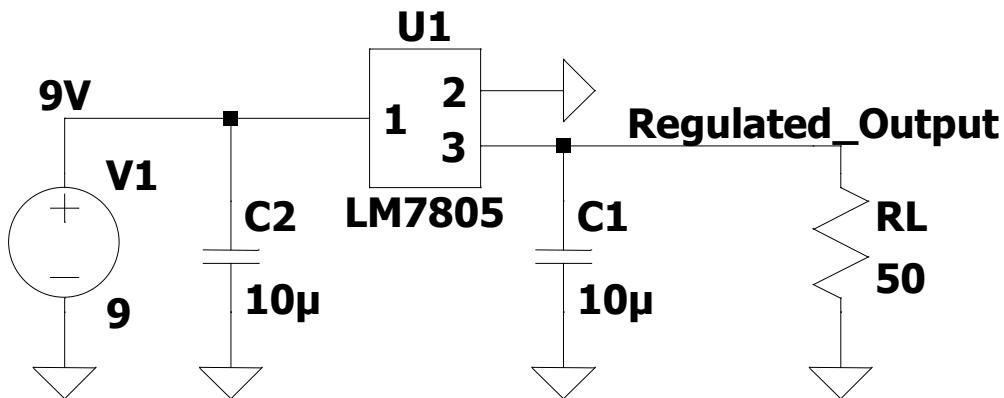 U1
9V
1
2
3
Regulated_Output
V1
C2
LM7805
C1
RL
+
−
10µ
10µ
50
9